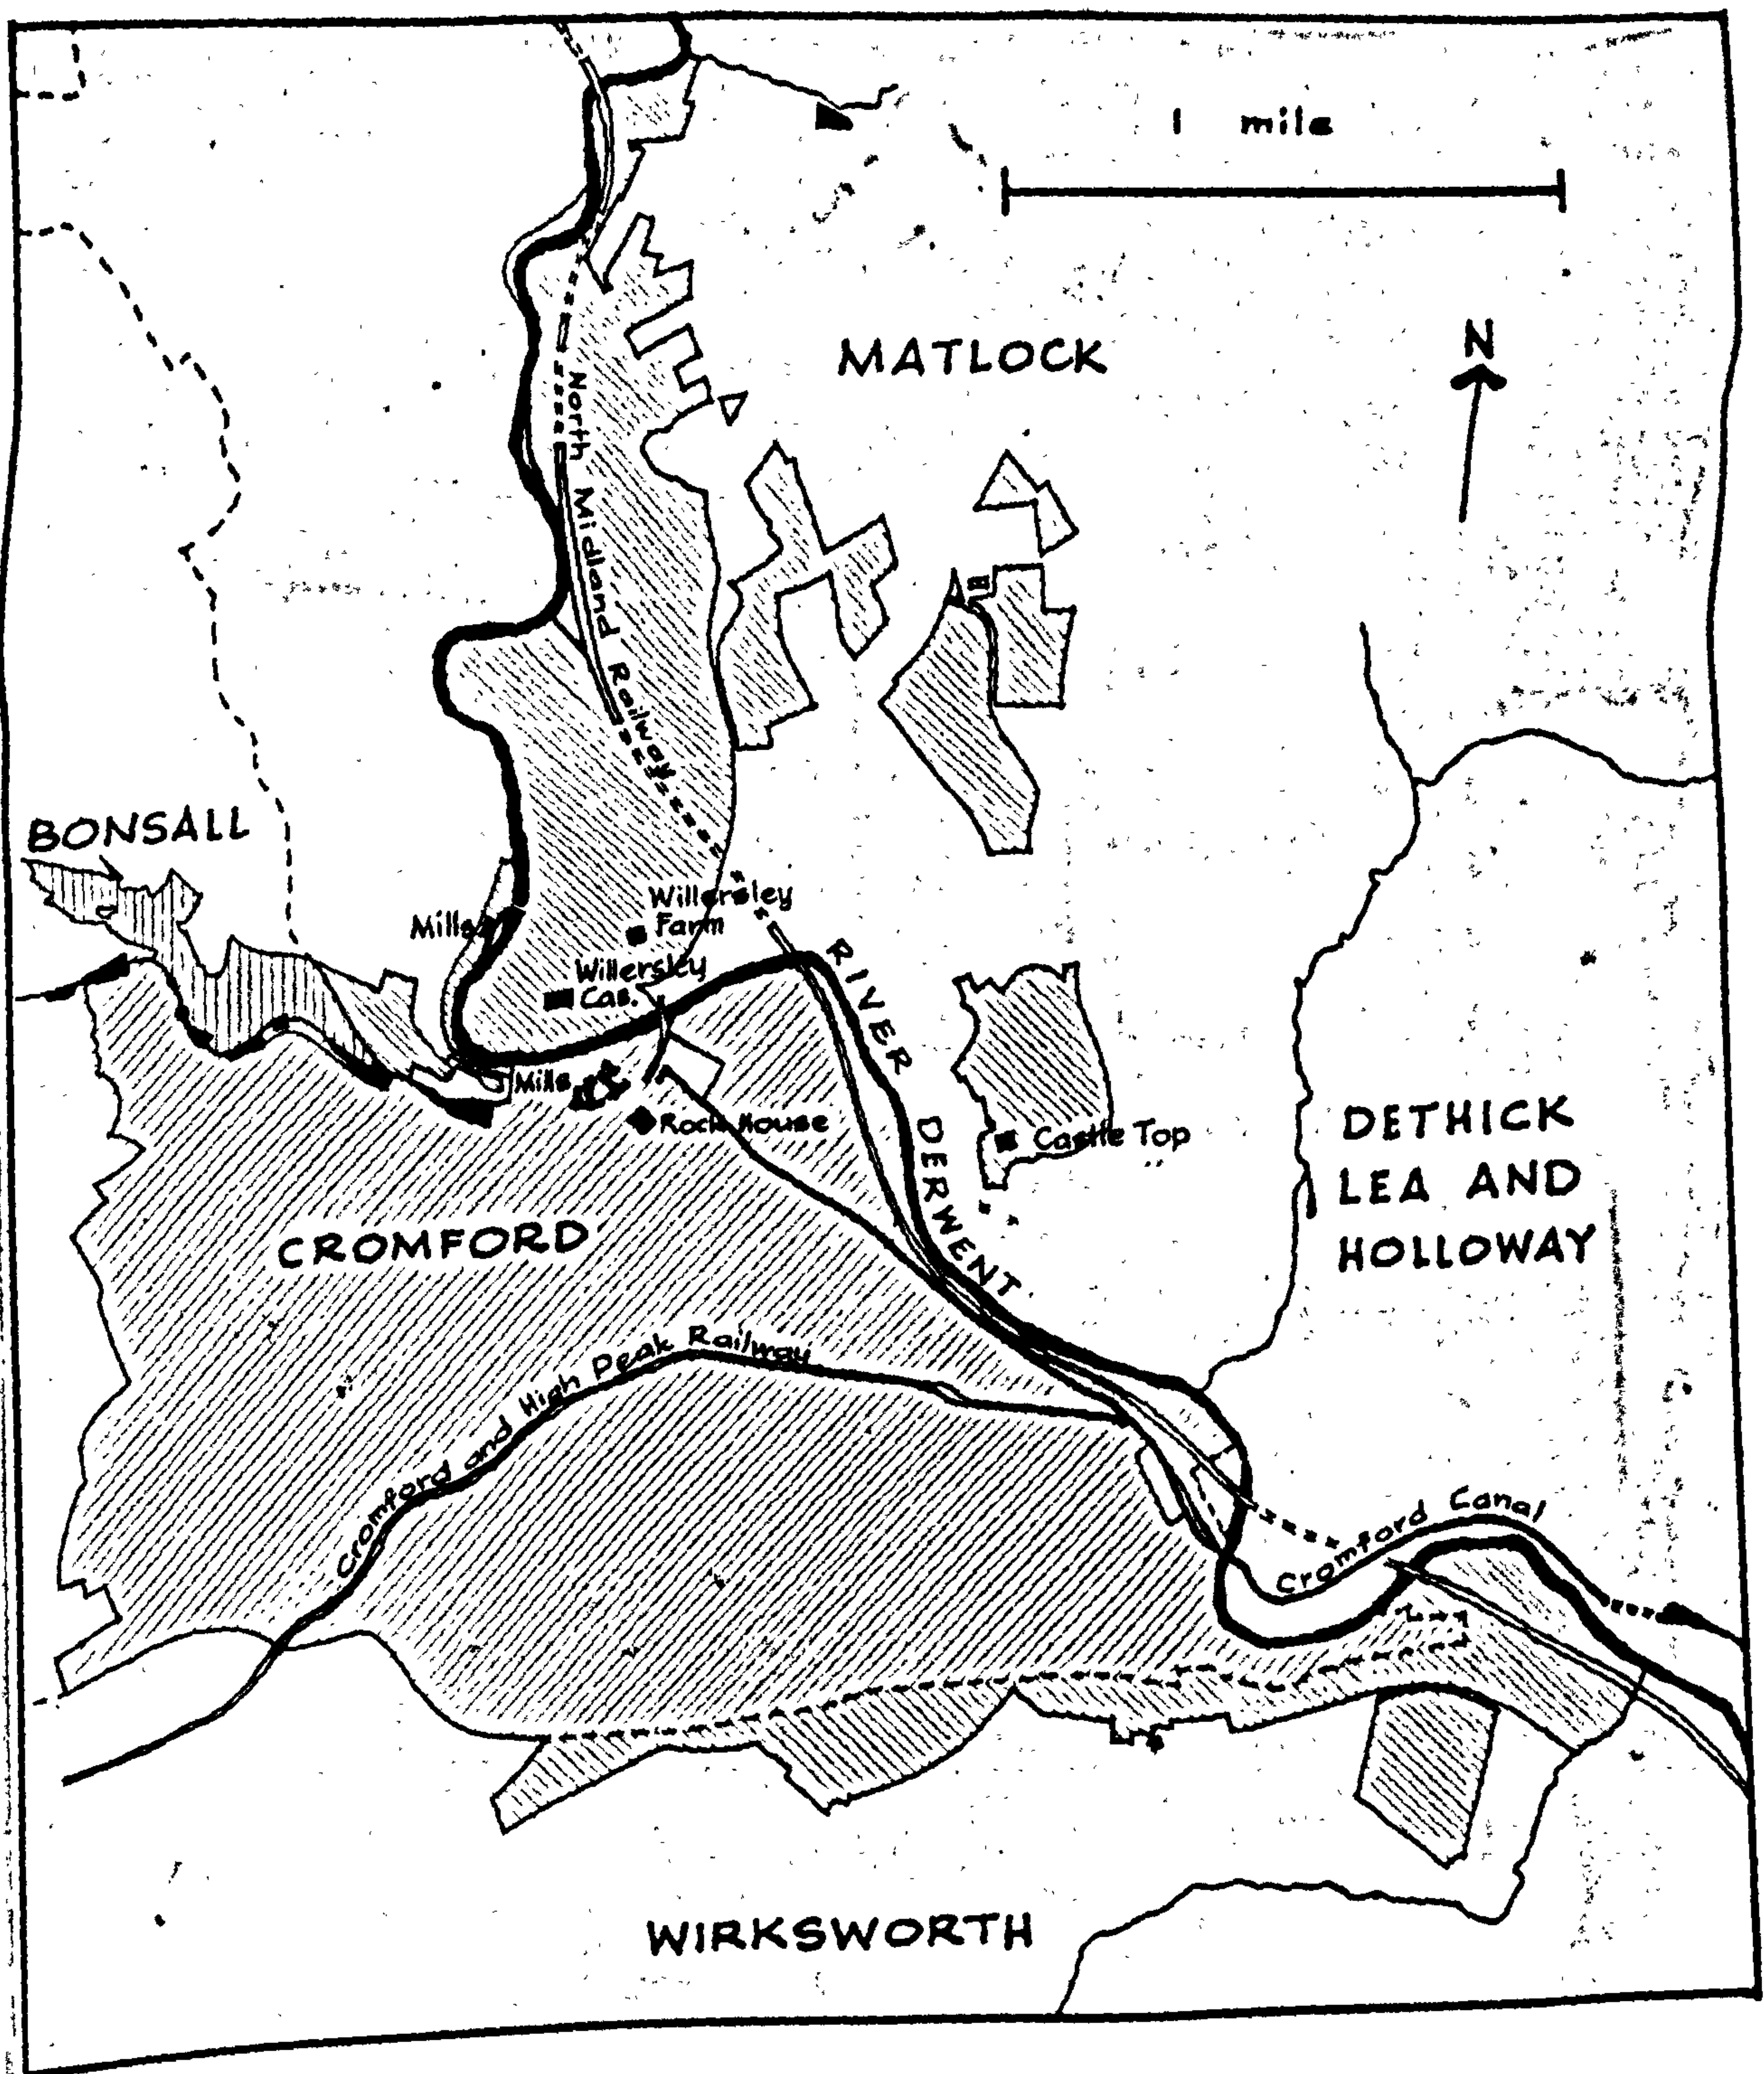 1 mile
N
MATLOCK
North Midland Railway
BONSALL
Willersley
Farm
Mills
Willersley
Cas.
RIVER DERWENT
Mills
Rock House
Castle Top
DETHICK
LEA AND
HOLLOWAY
CROMFORD
Cromford and High Peak Railway
Cromford Canal
WIRKSWORTH